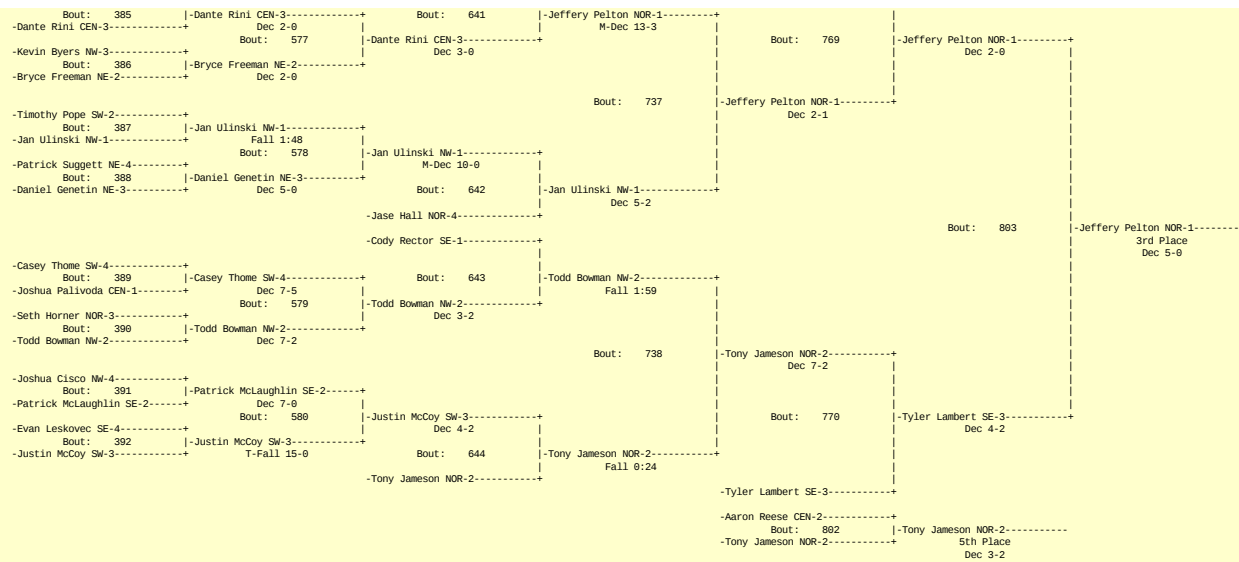 Bout: 385 |-Dante Rini CEN-3------------+ Bout: 641 |-Jeffery Pelton NOR-1--------+ |
-Dante Rini CEN-3------------+ Dec 2-0 | | M-Dec 13-3 | |
Bout: 577 |-Dante Rini CEN-3------------+ | Bout: 769 |-Jeffery Pelton NOR-1---------+
-Kevin Byers NW-3------------+ | Dec 3-0 | | Dec 2-0 |
Bout: 386 |-Bryce Freeman NE-2-----------+ | | |
-Bryce Freeman NE-2-----------+ Dec 2-0 | | |
Bout: 737 |-Jeffery Pelton NOR-1---------+ |
-Timothy Pope SW-2------------+ | Dec 2-1 |
Bout: 387 |-Jan Ulinski NW-1------------+ | |
-Jan Ulinski NW-1------------+ Fall 1:48 | | |
Bout: 578 |-Jan Ulinski NW-1-------------+ | |
-Patrick Suggett NE-4---------+ | M-Dec 10-0 | | |
Bout: 388 |-Daniel Genetin NE-3---------+ | | |
-Daniel Genetin NE-3----------+ Dec 5-0 Bout: 642 |-Jan Ulinski NW-1------------+ |
| Dec 5-2 |
-Jase Hall NOR-4--------------+ |
Bout: 803 |-Jeffery Pelton NOR-1-------
-Cody Rector SE-1-------------+ | 3rd Place
| | Dec 5-0
-Casey Thome SW-4------------+ | |
Bout: 389 |-Casey Thome SW-4------------+ Bout: 643 |-Todd Bowman NW-2------------+ |
-Joshua Palivoda CEN-1--------+ Dec 7-5 | | Fall 1:59 | |
Bout: 579 |-Todd Bowman NW-2-------------+ | |
-Seth Horner NOR-3------------+ | Dec 3-2 | |
Bout: 390 |-Todd Bowman NW-2------------+ | |
-Todd Bowman NW-2-------------+ Dec 7-2 | |
Bout: 738 |-Tony Jameson NOR-2----------+ |
| Dec 7-2 | |
-Joshua Cisco NW-4------------+ | | |
Bout: 391 |-Patrick McLaughlin SE-2------+ | | |
-Patrick McLaughlin SE-2------+ Dec 7-0 | | | |
Bout: 580 |-Justin McCoy SW-3------------+ | Bout: 770 |-Tyler Lambert SE-3-----------+
-Evan Leskovec SE-4-----------+ | Dec 4-2 | | | Dec 4-2
Bout: 392 |-Justin McCoy SW-3------------+ | | |
-Justin McCoy SW-3------------+ T-Fall 15-0 Bout: 644 |-Tony Jameson NOR-2-----------+ |
| Fall 0:24 |
-Tony Jameson NOR-2-----------+ |
-Tyler Lambert SE-3-----------+
-Aaron Reese CEN-2-----------+
Bout: 802 |-Tony Jameson NOR-2-----------
-Tony Jameson NOR-2-----------+ 5th Place
Dec 3-2